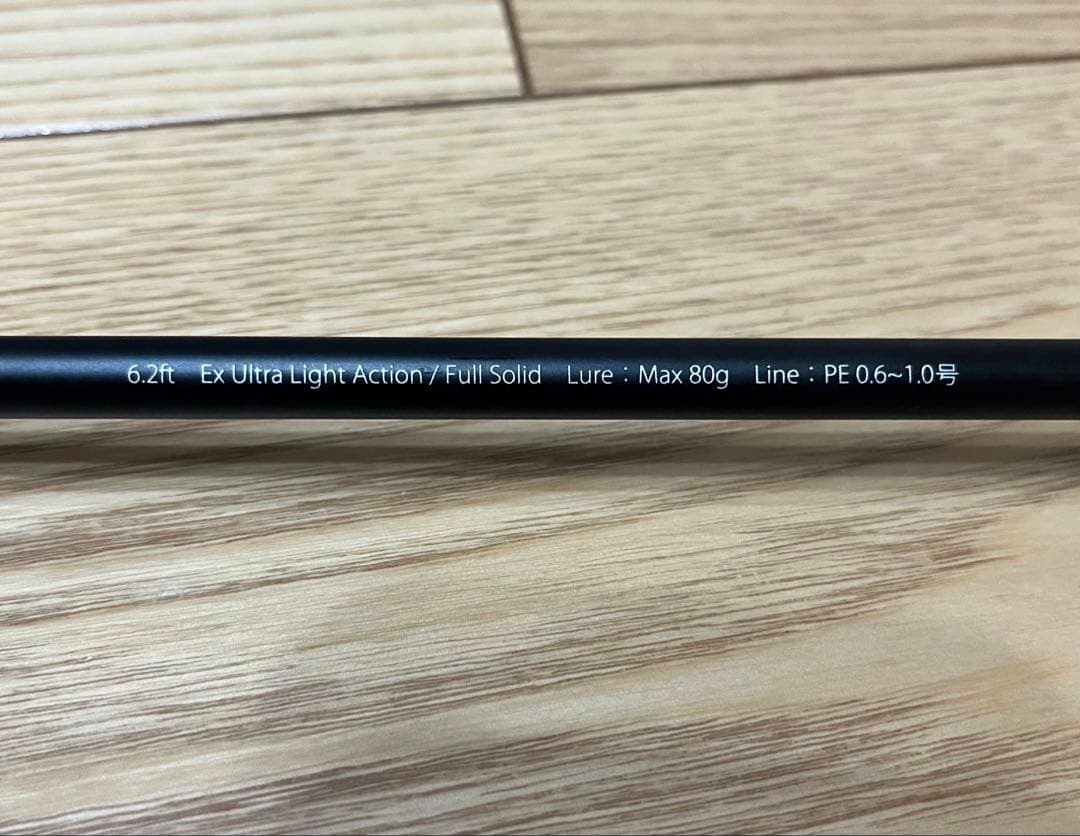 6.2ft Ex Ultra Light Action / Full Solid Lure：Max 80g Line：PE 0.6~1.0号